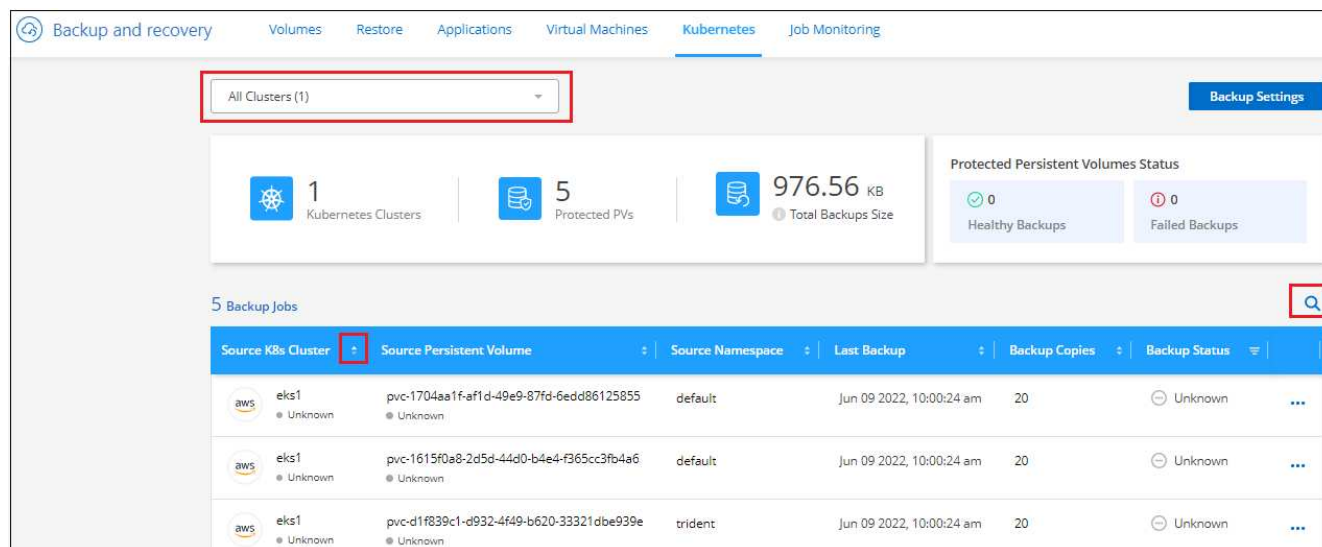 Backup and recovery Volumes Restore Applications Virtual Machines Kubernetes Job Monitoring
All Clusters (1) Backup Settings
Protected Persistent Volumes Status
1 5 976.56 KB 0 0
Kubernetes Clusters Protected PVs Total Backups Size Healthy Backups Failed Backups
5 Backup Jobs
Source K8s Cluster Source Persistent Volume Source Namespace Last Backup Backup Copies Backup Status
aws eks1 pvc-1704aa1f-af1d-49e9-87fd-6edd86125855 default Jun 09 2022, 10:00:24 am 20 Unknown
Unknown Unknown
aws eks1 pvc-1615f0a8-2d5d-44d0-b4e4-f365cc3fb4a6 default Jun 09 2022, 10:00:24 am 20 Unknown
Unknown Unknown
aws eks1 pvc-d1f839c1-d932-4f49-b620-33321dbe939e trident Jun 09 2022, 10:00:24 am 20 Unknown
Unknown Unknown